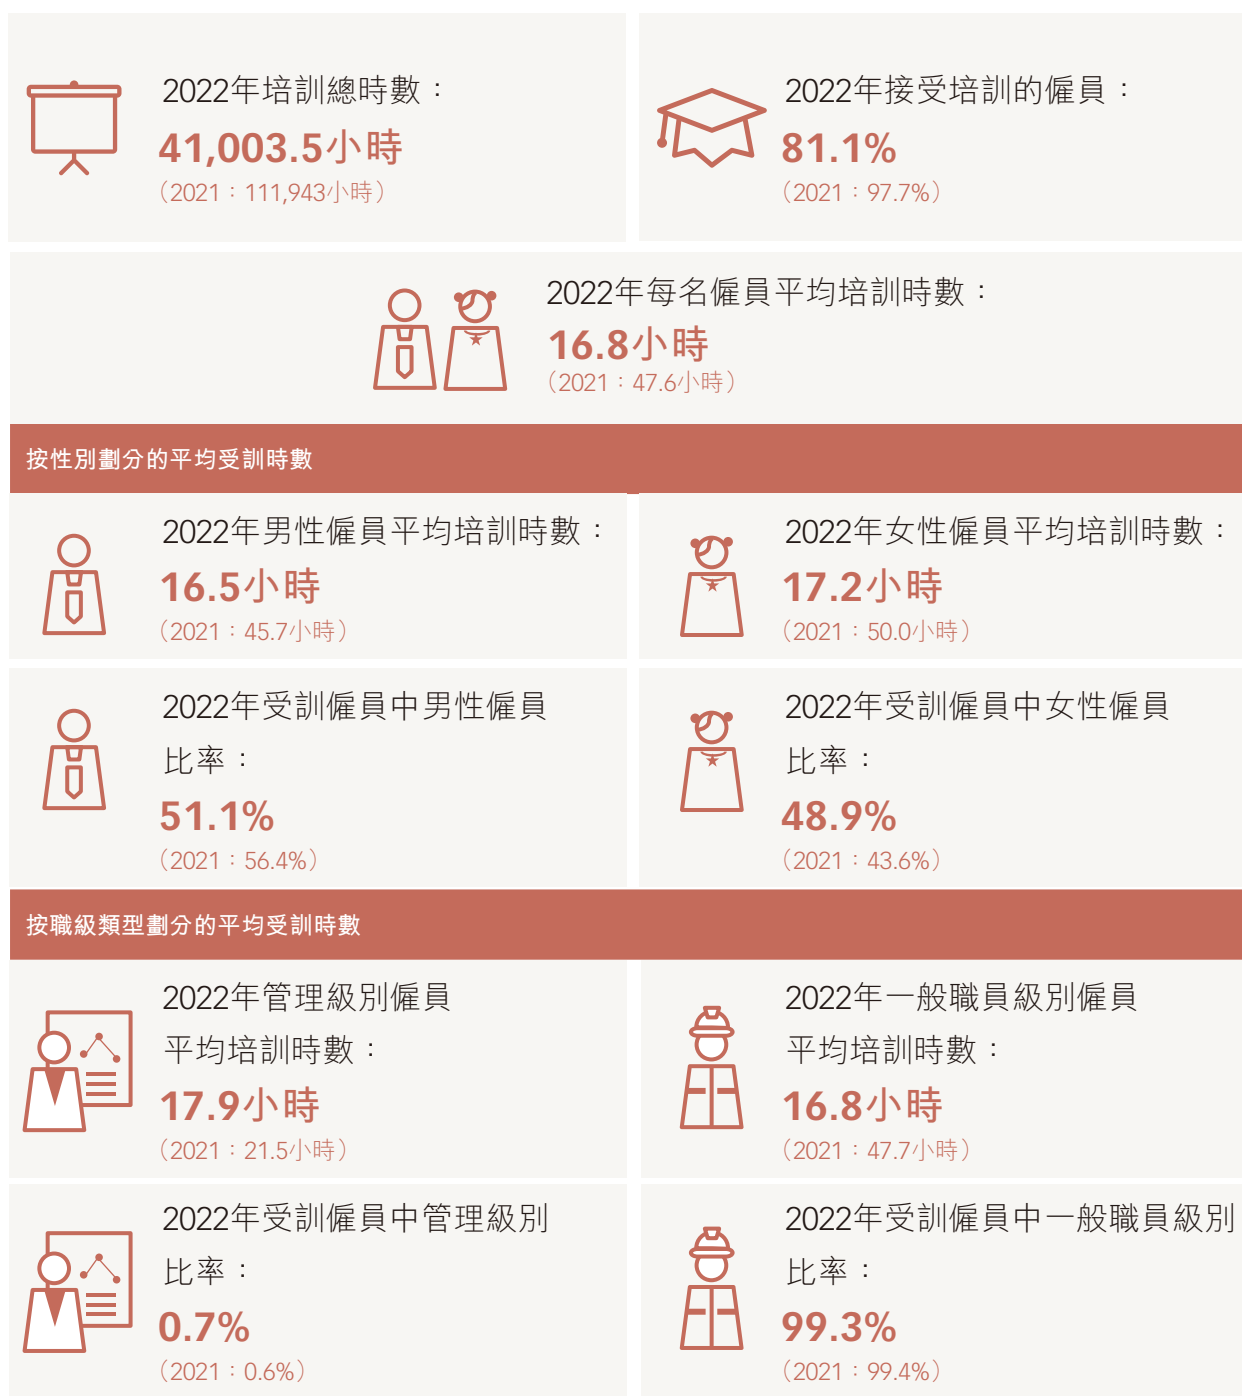 2022年培訓總時數：
41,003.5小時
（2021：111,943小時）
2022年接受培訓的僱員：
81.1%
（2021：97.7%）
2022年每名僱員平均培訓時數：
16.8小時
（2021：47.6小時）
按性別劃分的平均受訓時數
2022年男性僱員平均培訓時數：
16.5小時
（2021：45.7小時）
2022年女性僱員平均培訓時數：
17.2小時
（2021：50.0小時）
2022年受訓僱員中男性僱員
比率：
51.1%
（2021：56.4%）
2022年受訓僱員中女性僱員
比率：
48.9%
（2021：43.6%）
按職級類型劃分的平均受訓時數
2022年管理級別僱員
平均培訓時數：
17.9小時
（2021：21.5小時）
2022年一般職員級別僱員
平均培訓時數：
16.8小時
（2021：47.7小時）
2022年受訓僱員中管理級別
比率：
0.7%
（2021：0.6%）
2022年受訓僱員中一般職員級別
比率：
99.3%
（2021：99.4%）